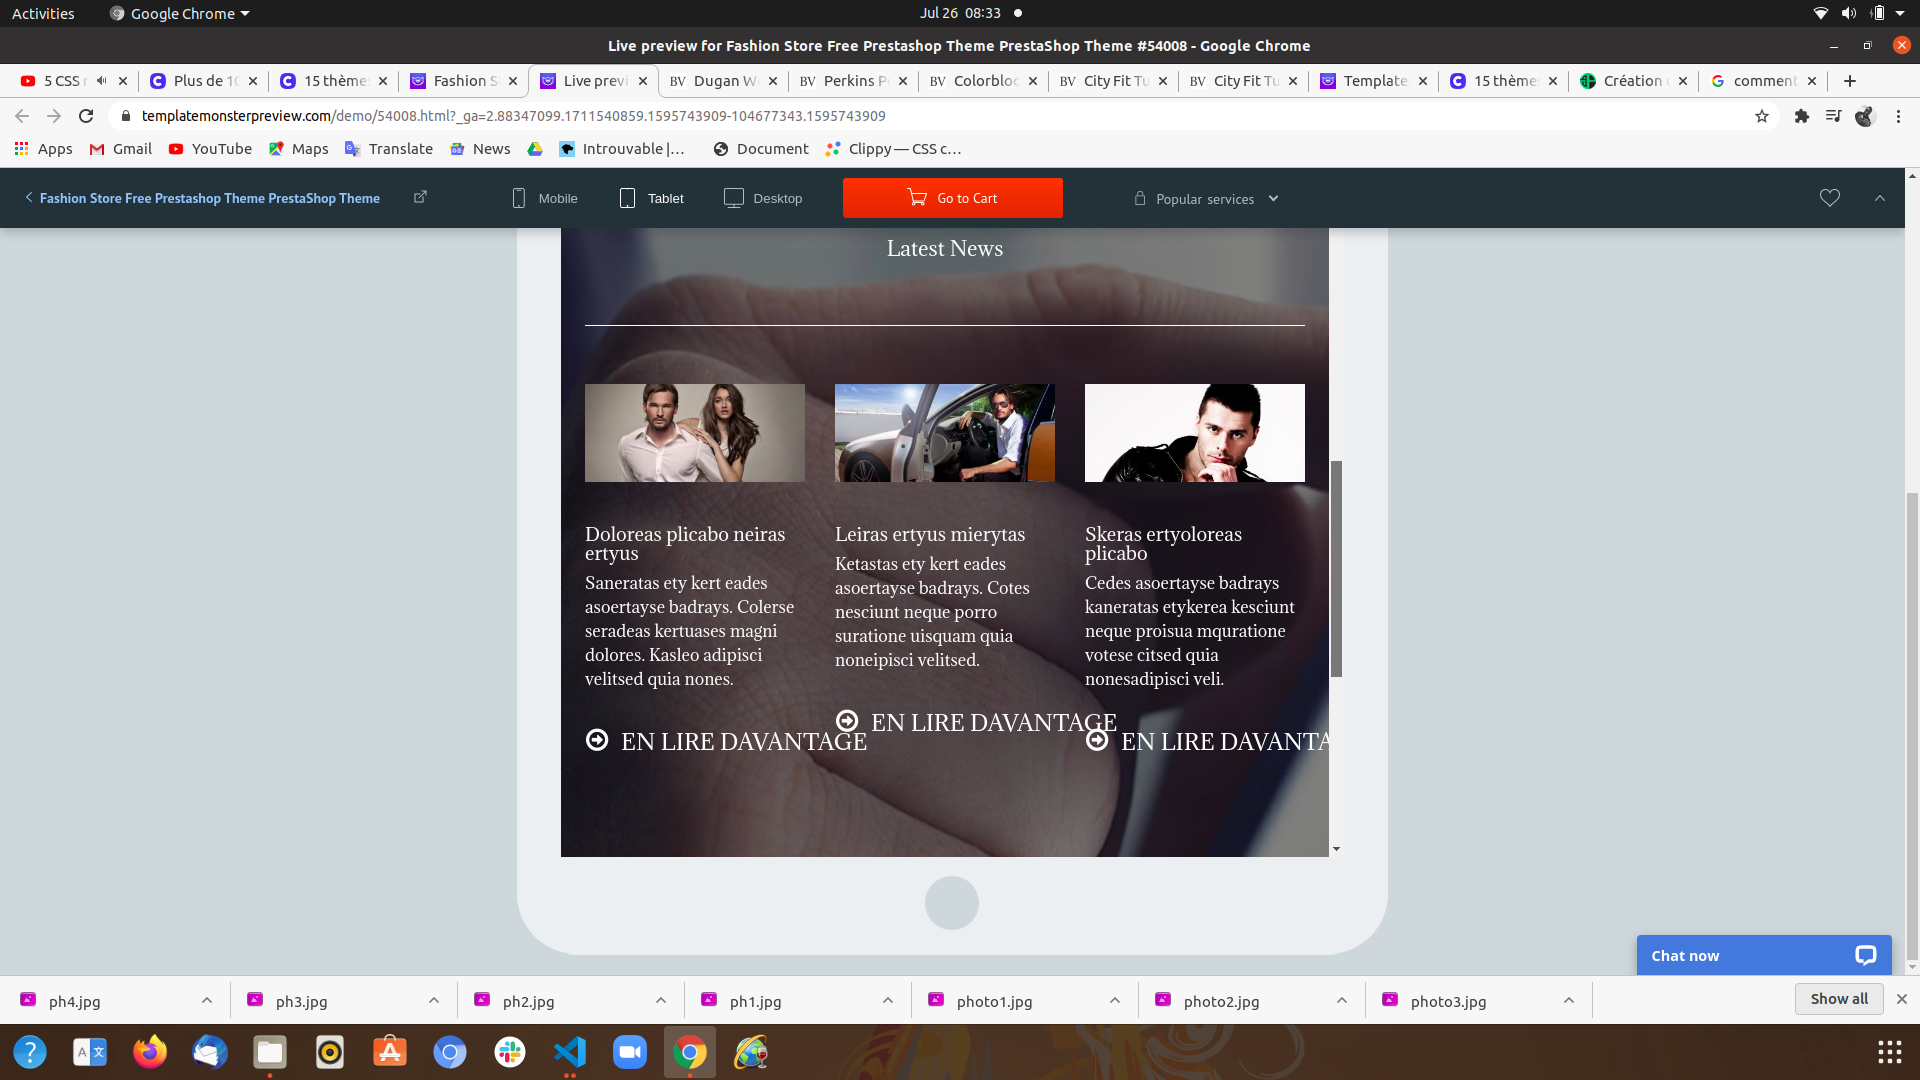 Activities
Google Chrome
Jul 26 08:33
Live preview for Fashion Store Free Prestashop Theme PrestaShop Theme #54008 - Google Chrome
5 CSS
Plus de 10
15 thème
Fashion S
Live previ
BV Dugan W
BV Perkins P
BV Colorbloc
BV City Fit Tu
BV City Fit Tu
Template
15 thème
Création
comment
templatemonsterpreview.com/demo/54008.html?_ga=2.88347099.1711540859.1595743909-104677343.1595743909
Apps
Gmail
YouTube
Maps
Translate
News
Introuvable |...
Document
Clippy — CSS c...
Fashion Store Free Prestashop Theme PrestaShop Theme
Mobile
Tablet
Desktop
Go to Cart
Popular services
Latest News
Doloreas plicabo neiras
ertyus
Saneratas ety kert eades
asoertayse badrays. Colerse
seradeas kertuases magni
dolores. Kasleo adipisci
velitsed quia nones.
EN LIRE DAVANTAGE
Leiras ertyus mierytas
Ketastas ety kert eades
asoertayse badrays. Cotes
nesciunt neque porro
suratione uisquam quia
noneipisci velitsed.
EN LIRE DAVANTAGE
Skeras ertyoloreas
plicabo
Cedes asoertayse badrays
kaneratas etykerea kesciunt
neque proisua mquratione
votese citsed quia
nonesadipisci veli.
EN LIRE DAVANTA
Chat now
ph4.jpg
ph3.jpg
ph2.jpg
ph1.jpg
photo1.jpg
photo2.jpg
photo3.jpg
Show all